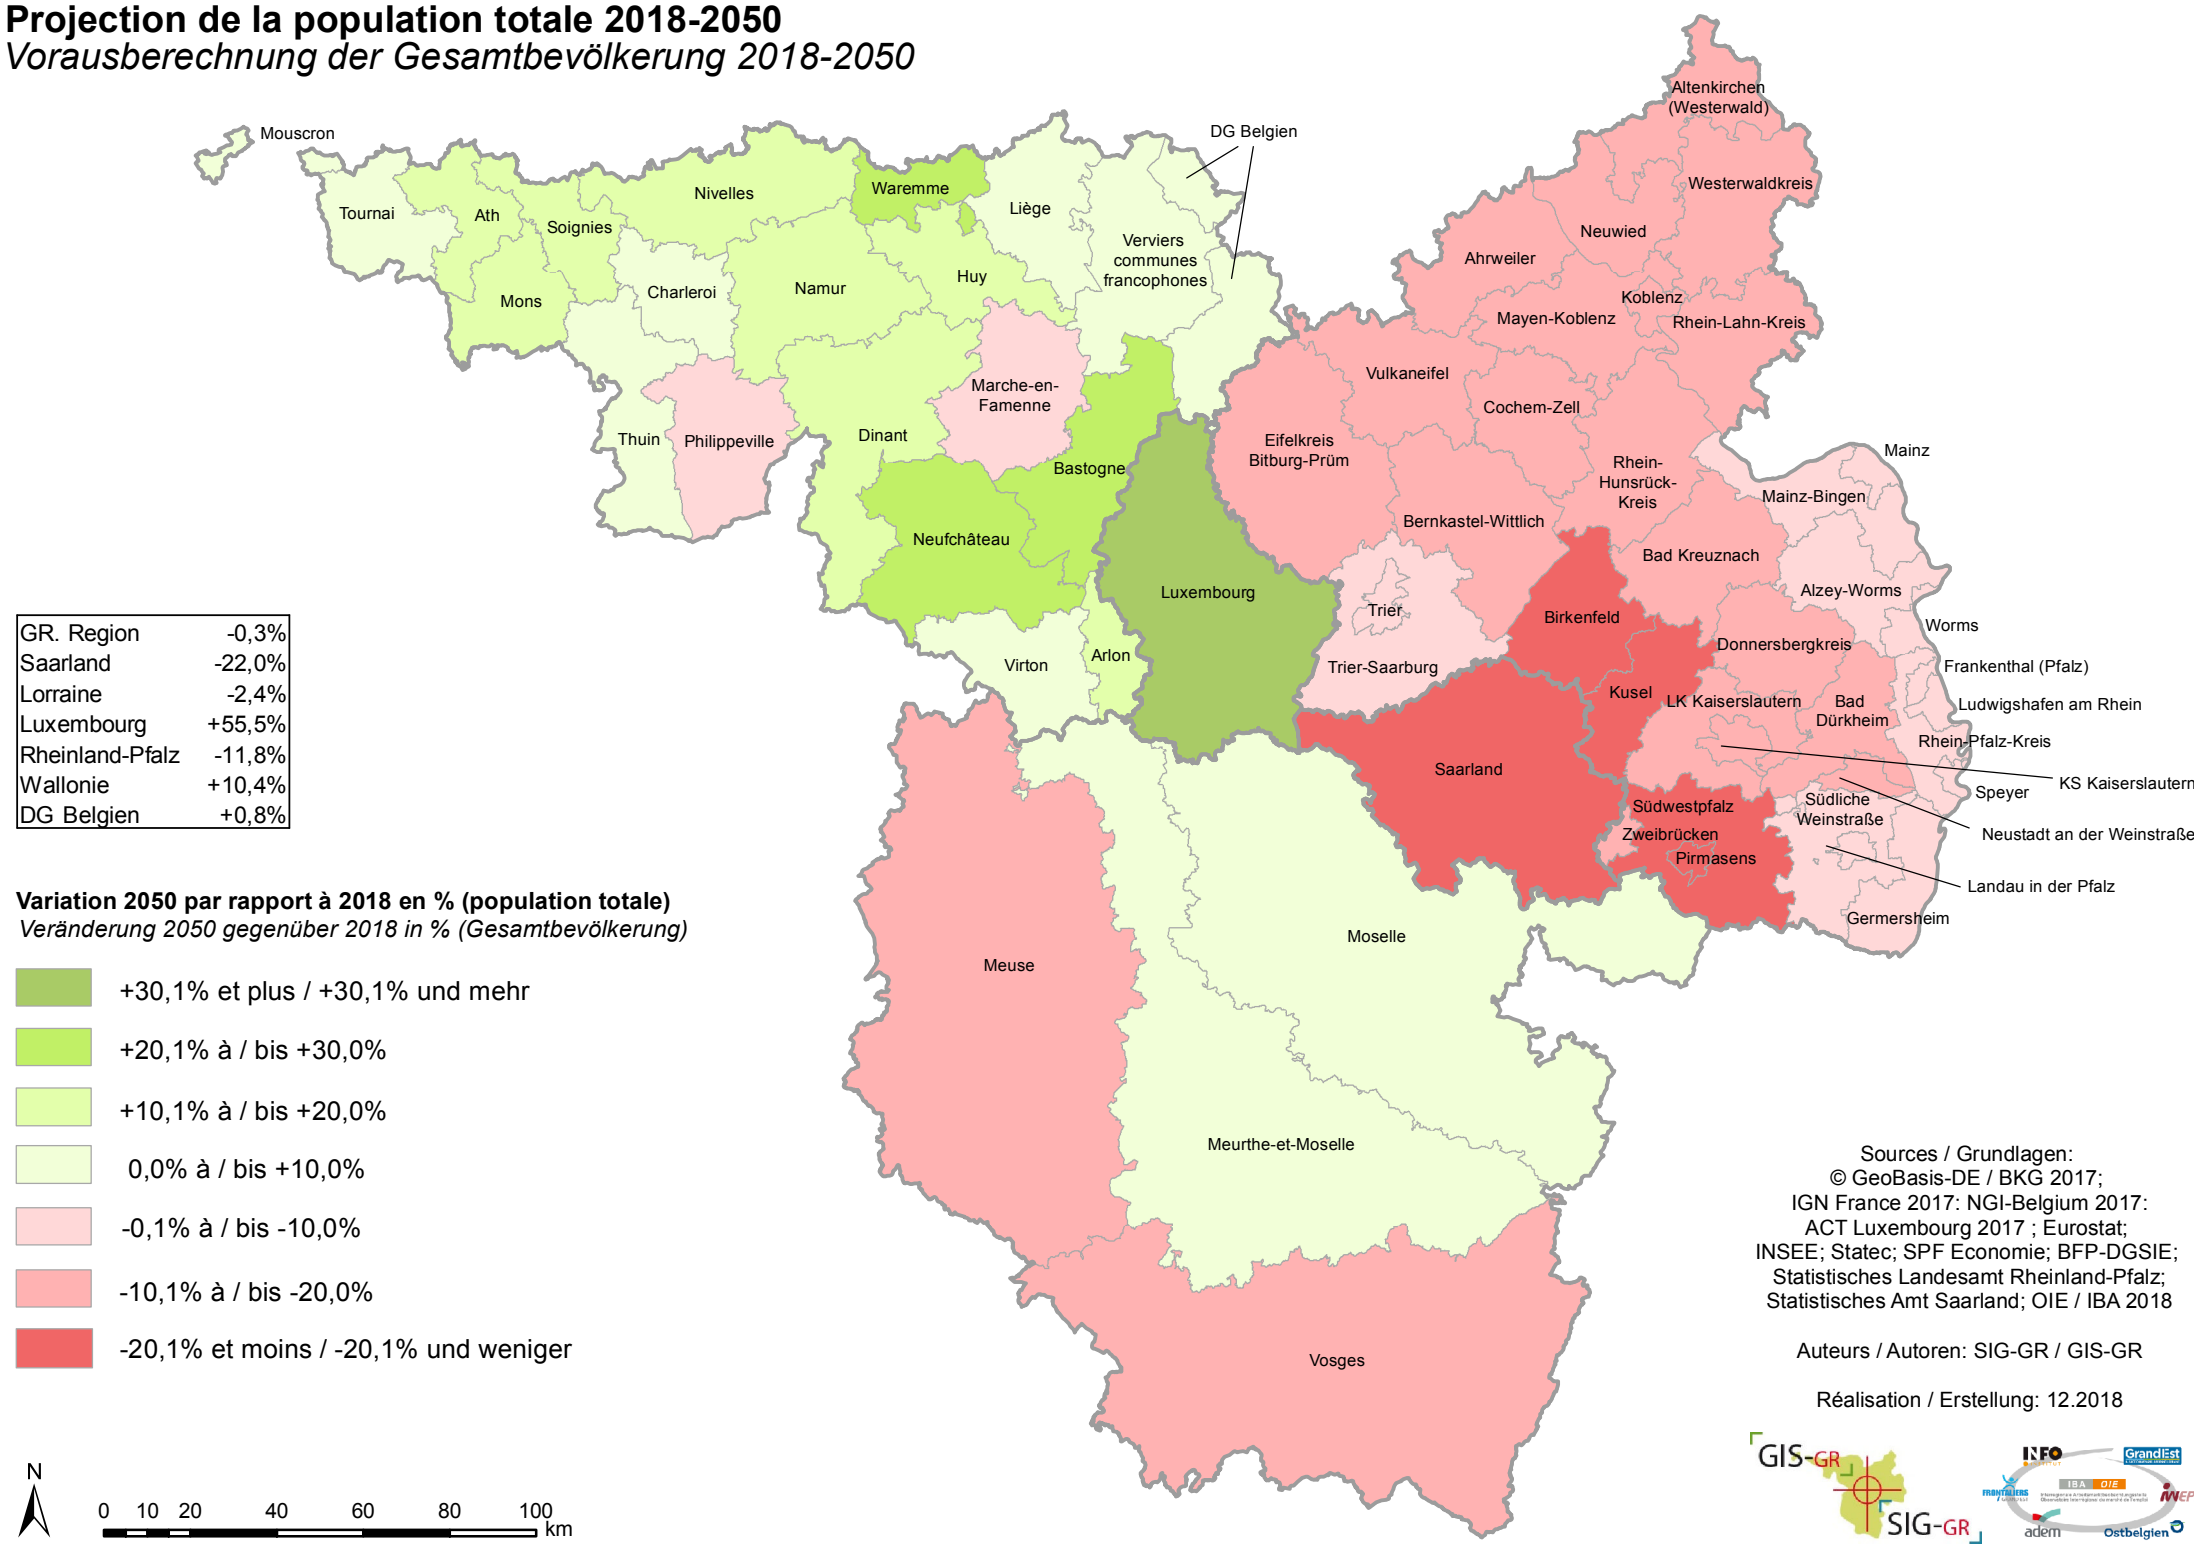 Projection de la population totale 2018-2050
Vorausberechnung der Gesamtbevölkerung 2018-2050
Mouscron
DG Belgien
Altenkirchen
(Westerwald)
Tournai
Ath
Soignies
Nivelles
Waremme
Liège
Verviers
communes
francophones
Westerwaldkreis
Neuwied
Ahrweiler
Mons
Charleroi
Namur
Huy
Koblenz
Mayen-Koblenz
Rhein-Lahn-Kreis
Marche-en-
Famenne
Vulkaneifel
Cochem-Zell
Thuin
Philippeville
Dinant
Bastogne
Eifelkreis
Bitburg-Prüm
Rhein-
Hunsrück-
Kreis
Mainz
Mainz-Bingen
Neufchâteau
Bernkastel-Wittlich
Bad Kreuznach
Luxembourg
Trier
Birkenfeld
Alzey-Worms
Worms
Virton
Arlon
Trier-Saarburg
Donnersbergkreis
Frankenthal (Pfalz)
Kusel
LK Kaiserslautern
Bad
Dürkheim
Ludwigshafen am Rhein
Rhein-Pfalz-Kreis
Saarland
KS Kaiserslautern
Speyer
Südwestpfalz
Südliche
Weinstraße
Zweibrücken
Neustadt an der Weinstraße
Pirmasens
Landau in der Pfalz
Germersheim
Moselle
Meuse
Meurthe-et-Moselle
Vosges
GR. Region -0,3%
Saarland -22,0%
Lorraine -2,4%
Luxembourg +55,5%
Rheinland-Pfalz -11,8%
Wallonie +10,4%
DG Belgien +0,8%
Variation 2050 par rapport à 2018 en % (population totale)
Veränderung 2050 gegenüber 2018 in % (Gesamtbevölkerung)
+30,1% et plus / +30,1% und mehr
+20,1% à / bis +30,0%
+10,1% à / bis +20,0%
0,0% à / bis +10,0%
-0,1% à / bis -10,0%
-10,1% à / bis -20,0%
-20,1% et moins / -20,1% und weniger
N
0 10 20 40 60 80 100
km
Sources / Grundlagen:
© GeoBasis-DE / BKG 2017;
IGN France 2017: NGI-Belgium 2017:
ACT Luxembourg 2017 ; Eurostat;
INSEE; Statec; SPF Economie; BFP-DGSIE;
Statistisches Landesamt Rheinland-Pfalz;
Statistisches Amt Saarland; OIE / IBA 2018
Auteurs / Autoren: SIG-GR / GIS-GR
Réalisation / Erstellung: 12.2018
GIS-GR
SIG-GR
INFO
GrandEst
FRONTALIERS
IBA OIE
adem
Ostbelgien